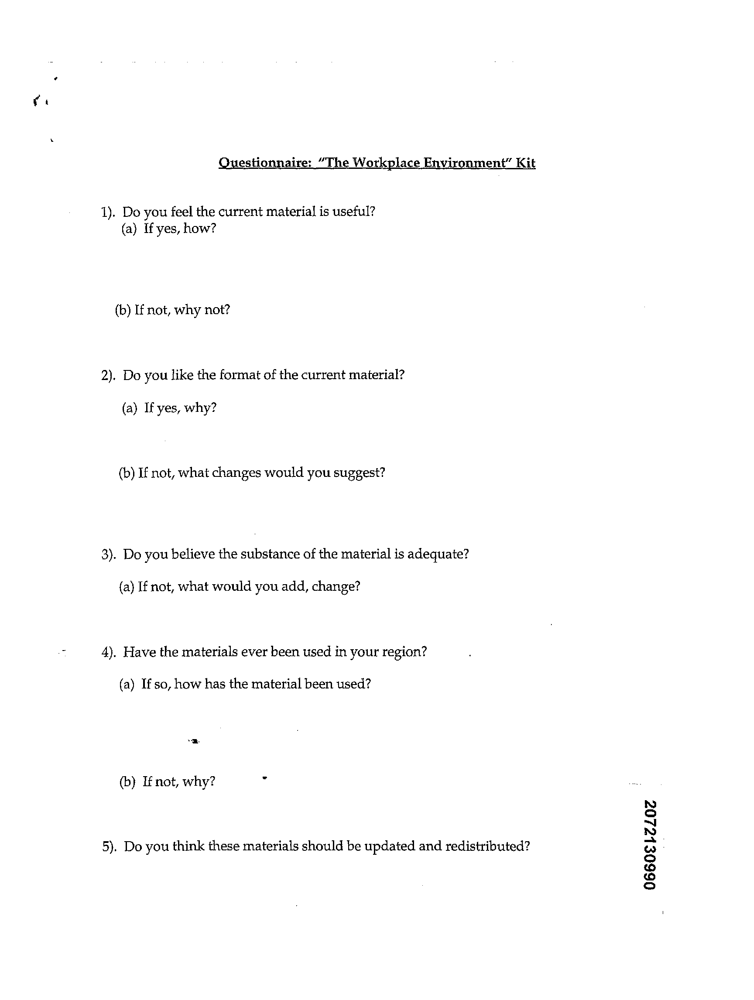 Questionnaire: "The Workplace Environment" Kit
1). Do you feel the current material is useful?
(a) If yes, how?
(b) If not, why not?
2). Do you like the format of the current material?
(a) If yes, why?
(b) If not, what changes would you suggest?
3). Do you believe the substance of the material is adequate?
(a) If not, what would you add, change?
4). Have the materials ever been used in your region?
(a) If so, how has the material been used?
(b) If not, why?
5). Do you think these materials should be updated and redistributed?
2072130990